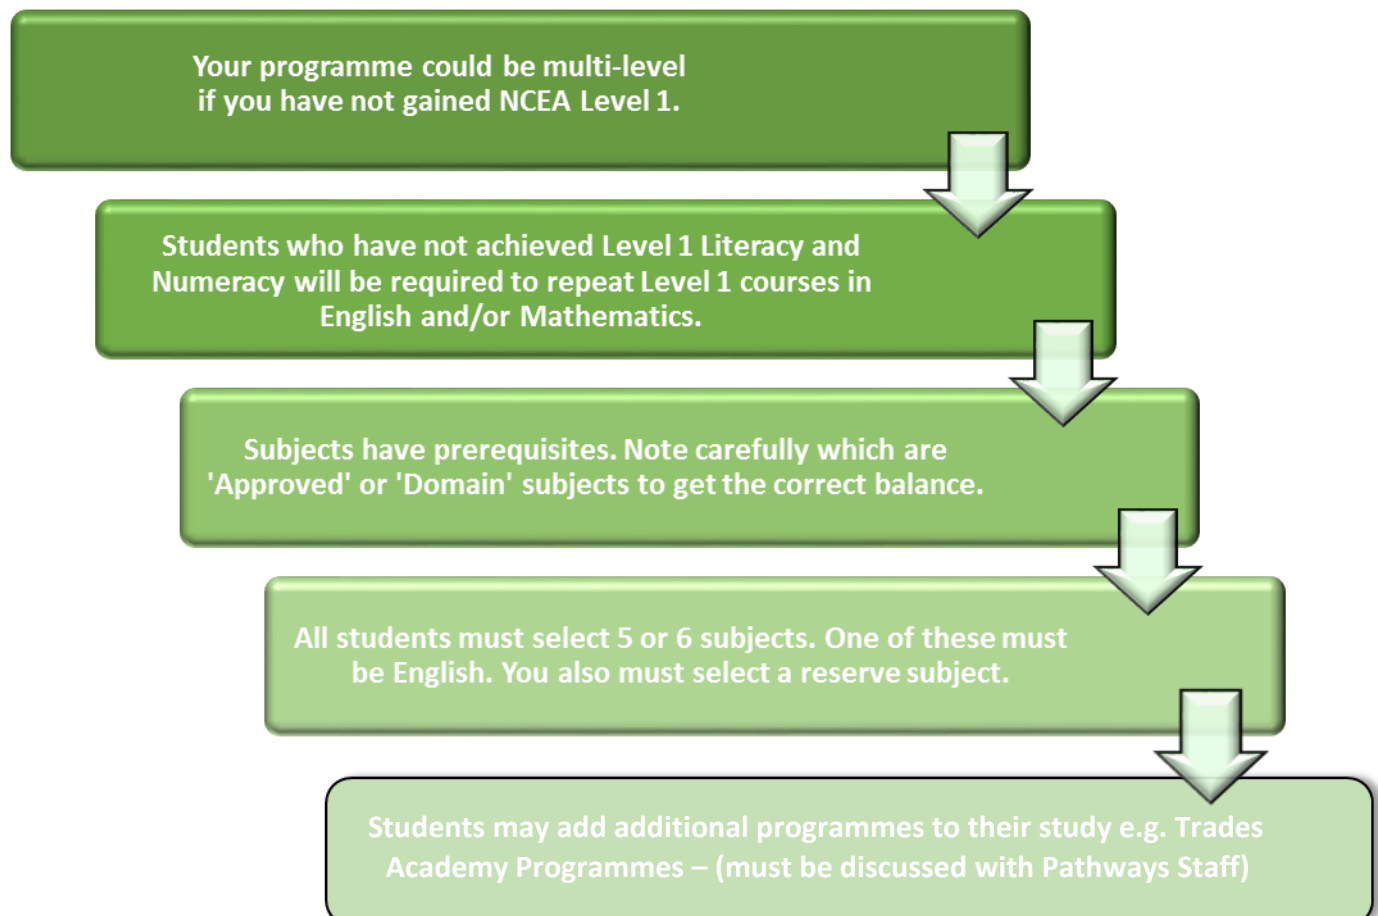 Your programme could be multi-level
if you have not gained NCEA Level 1.
Students who have not achieved Level 1 Literacy and
Numeracy will be required to repeat Level 1 courses in
English and/or Mathematics.
Subjects have prerequisites. Note carefully which are
'Approved' or 'Domain' subjects to get the correct balance.
All students must select 5 or 6 subjects. One of these must
be English. You also must select a reserve subject.
Students may add additional programmes to their study e.g. Trades
Academy Programmes – (must be discussed with Pathways Staff)